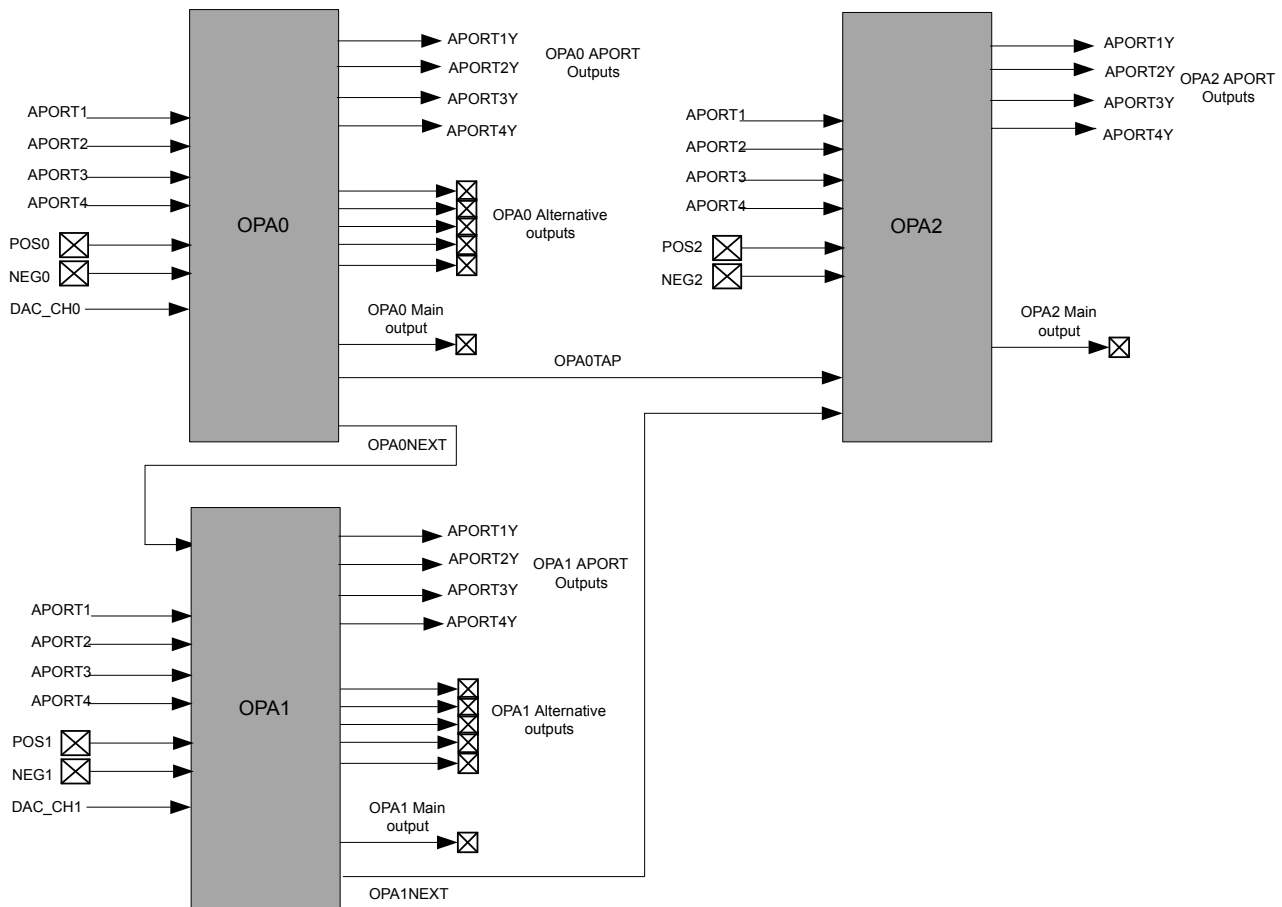 APORT1Y
APORT2Y
APORT3Y
APORT4Y
OPA0 APORT
Outputs
APORT1
APORT2
APORT3
APORT4
POS0
NEG0
DAC_CH0
OPA0
OPA0 Alternative
outputs
OPA0 Main
output
OPA0TAP
OPA0NEXT
APORT1Y
APORT2Y
APORT3Y
APORT4Y
OPA2 APORT
Outputs
APORT1
APORT2
APORT3
APORT4
POS2
NEG2
OPA2
OPA2 Main
output
APORT1Y
APORT2Y
APORT3Y
APORT4Y
OPA1 APORT
Outputs
APORT1
APORT2
APORT3
APORT4
POS1
NEG1
DAC_CH1
OPA1
OPA1 Alternative
outputs
OPA1 Main
output
OPA1NEXT